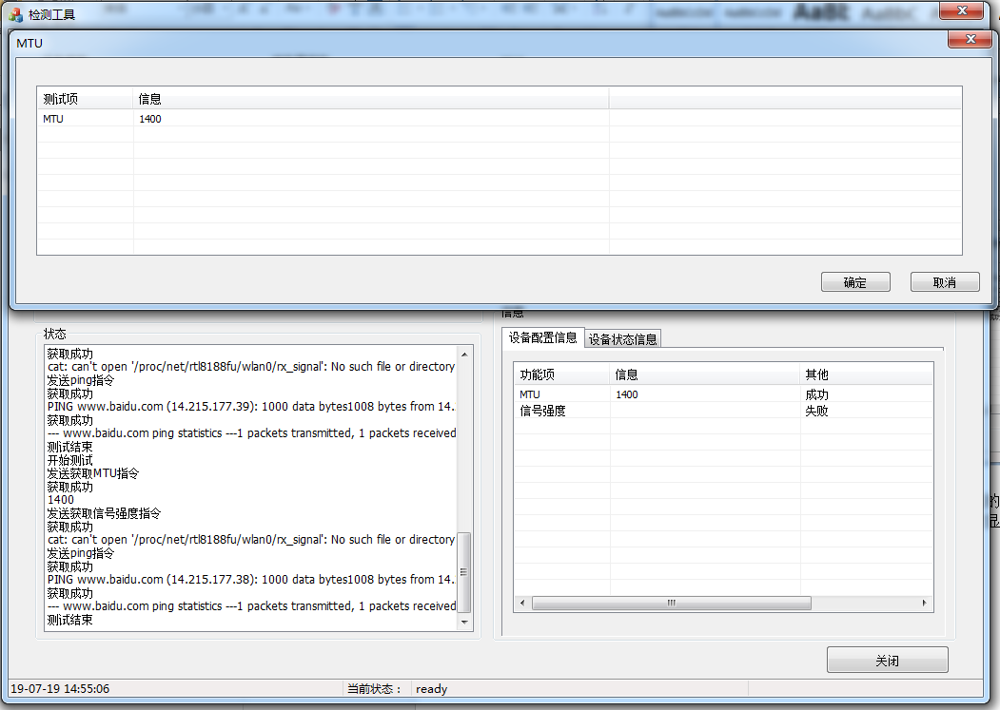 检测工具
MTU
测试项 信息
MTU 1400
确定 取消
信息
状态
获取成功
cat: can't open '/proc/net/rtl8188fu/wlan0/rx_signal': No such file or directory
发送ping指令
获取成功
PING www.baidu.com (14.215.177.39): 1000 data bytes1008 bytes from 14.
获取成功
--- www.baidu.com ping statistics ---1 packets transmitted, 1 packets received
测试结束
开始测试
发送获取MTU指令
获取成功
1400
发送获取信号强度指令
获取成功
cat: can't open '/proc/net/rtl8188fu/wlan0/rx_signal': No such file or directory
发送ping指令
获取成功
PING www.baidu.com (14.215.177.38): 1000 data bytes1008 bytes from 14.
获取成功
--- www.baidu.com ping statistics ---1 packets transmitted, 1 packets received
测试结束
设备配置信息 设备状态信息
功能项 信息 其他
MTU 1400 成功
信号强度 失败
的
显
关闭
19-07-19 14:55:06 当前状态： ready